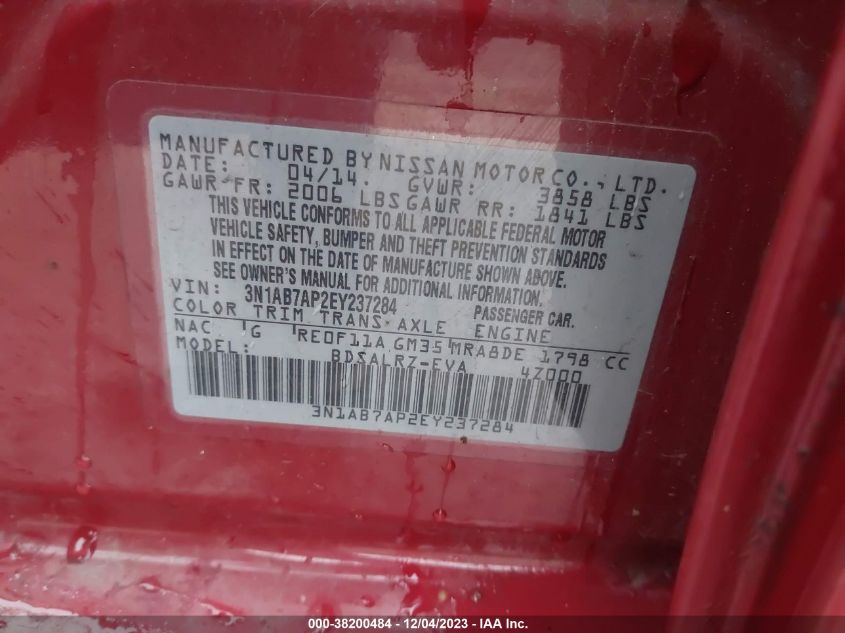 MANUFACTURED BY NISSAN MOTOR CO., LTD.
DATE: 04/14. GVWR: 3858 LBS
GAWR FR: 2006 LBS GAWR RR: 1841 LBS
THIS VEHICLE CONFORMS TO ALL APPLICABLE FEDERAL MOTOR
VEHICLE SAFETY, BUMPER AND THEFT PREVENTION STANDARDS
IN EFFECT ON THE DATE OF MANUFACTURE SHOWN ABOVE.
SEE OWNER'S MANUAL FOR ADDITIONAL INFORMATION.
VIN: 3N1AB7AP2EY237284 PASSENGER CAR.
COLOR TRIM TRANS AXLE ENGINE
NAC G RE0F11A GM35 MRA8DE 1798 CC
MODEL: BDSALRZ-EVA 4Z000
3N1AB7AP2EY237284
000-38200484 - 12/04/2023 - IAA Inc.